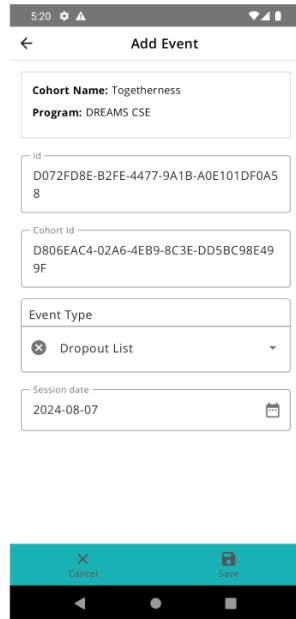 5:20
Add Event
Cohort Name: Togetherness
Program: DREAMS CSE
id
D072FD8E-B2FE-4477-9A1B-A0E101DF0A5
8
Cohort Id
D806EAC4-02A6-4EB9-8C3E-DD5BC98E49
9F
Event Type
Dropout List
Session date
2024-08-07
Cancel
Save